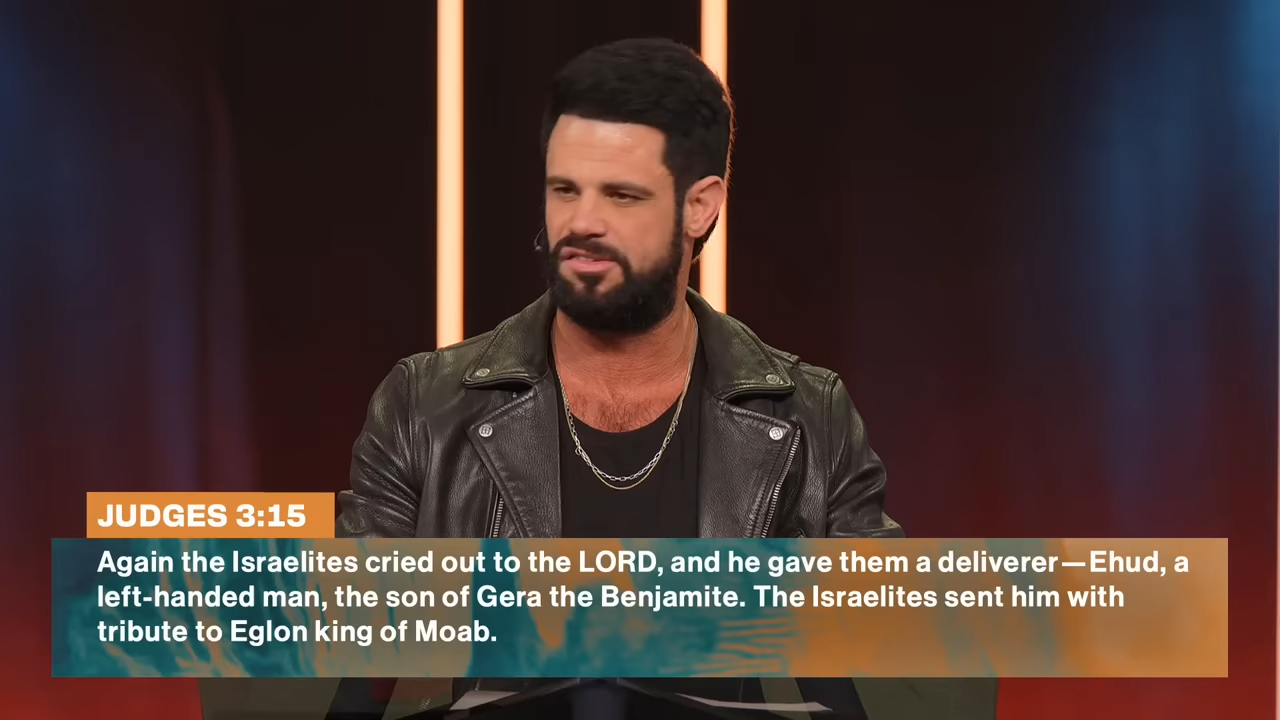 JUDGES 3:15
Again the Israelites cried out to the LORD, and he gave them a deliverer—Ehud, a
left-handed man, the son of Gera the Benjamite. The Israelites sent him with
tribute to Eglon king of Moab.